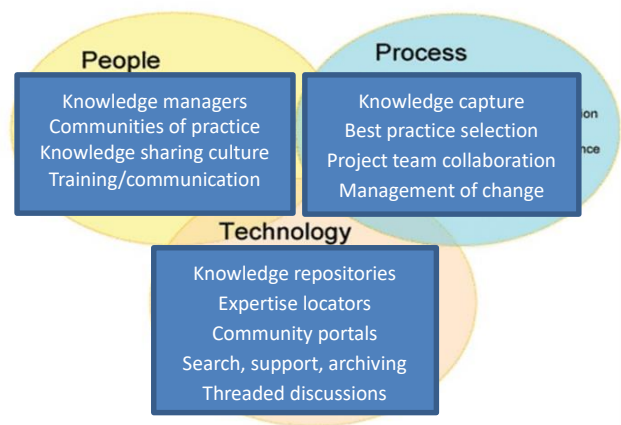 People
Knowledge managers
Communities of practice
Knowledge sharing culture
Training/communication
Process
Knowledge capture
Best practice selection
Project team collaboration
Management of change
Technology
Knowledge repositories
Expertise locators
Community portals
Search, support, archiving
Threaded discussions